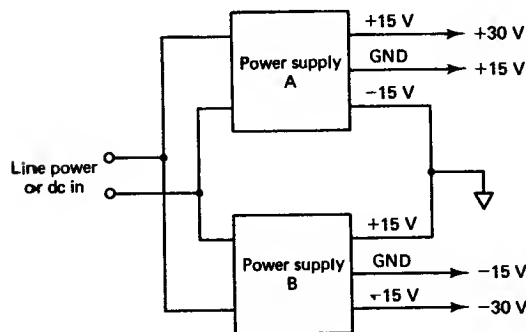 +15 V
+30 V
Power supply
A
GND
+15 V
-15 V
Line power
or dc in
+15 V
Power supply
B
GND
-15 V
-15 V
-30 V